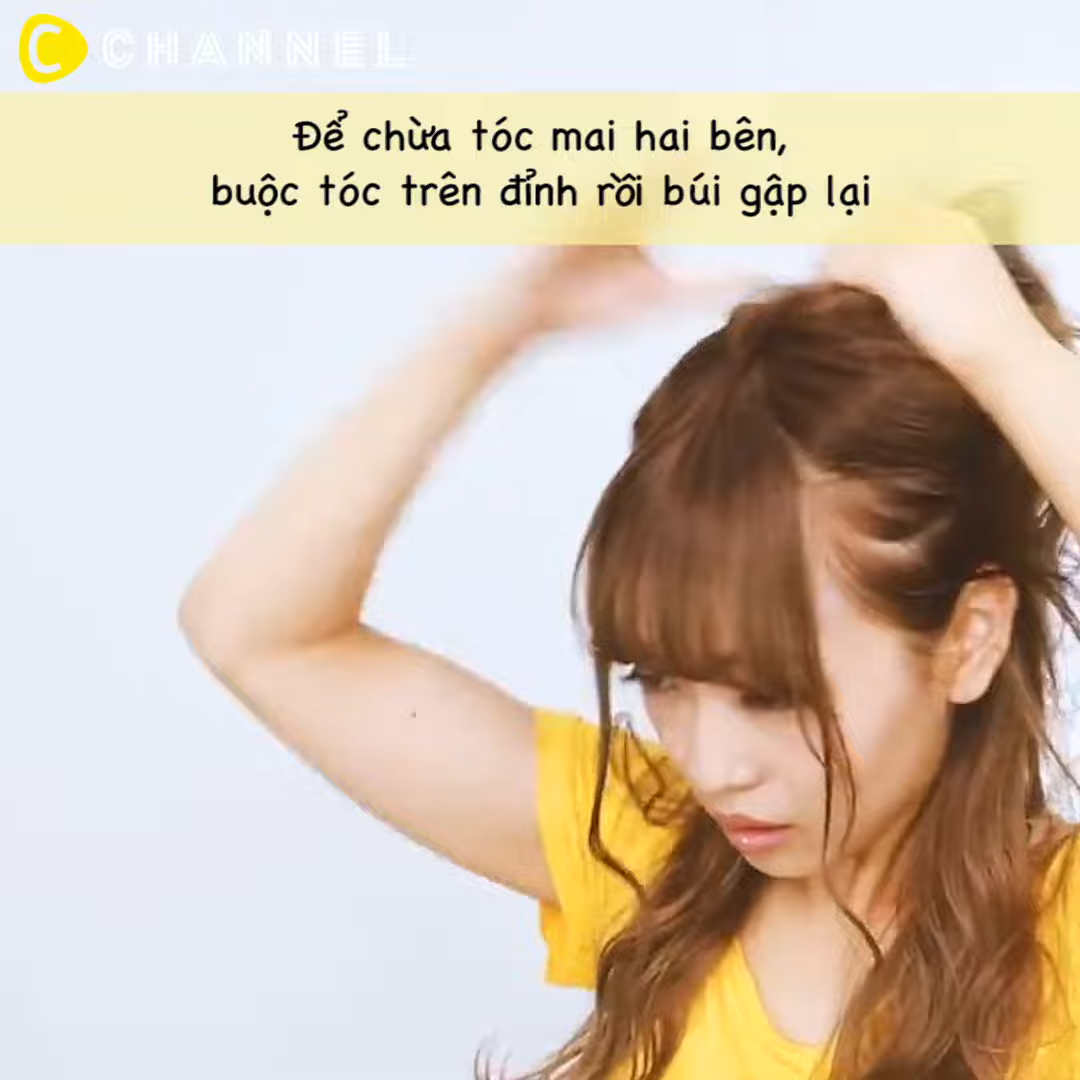 C CHANNEL
Để chừa tóc mai hai bên,
buộc tóc trên đỉnh rồi búi gập lại